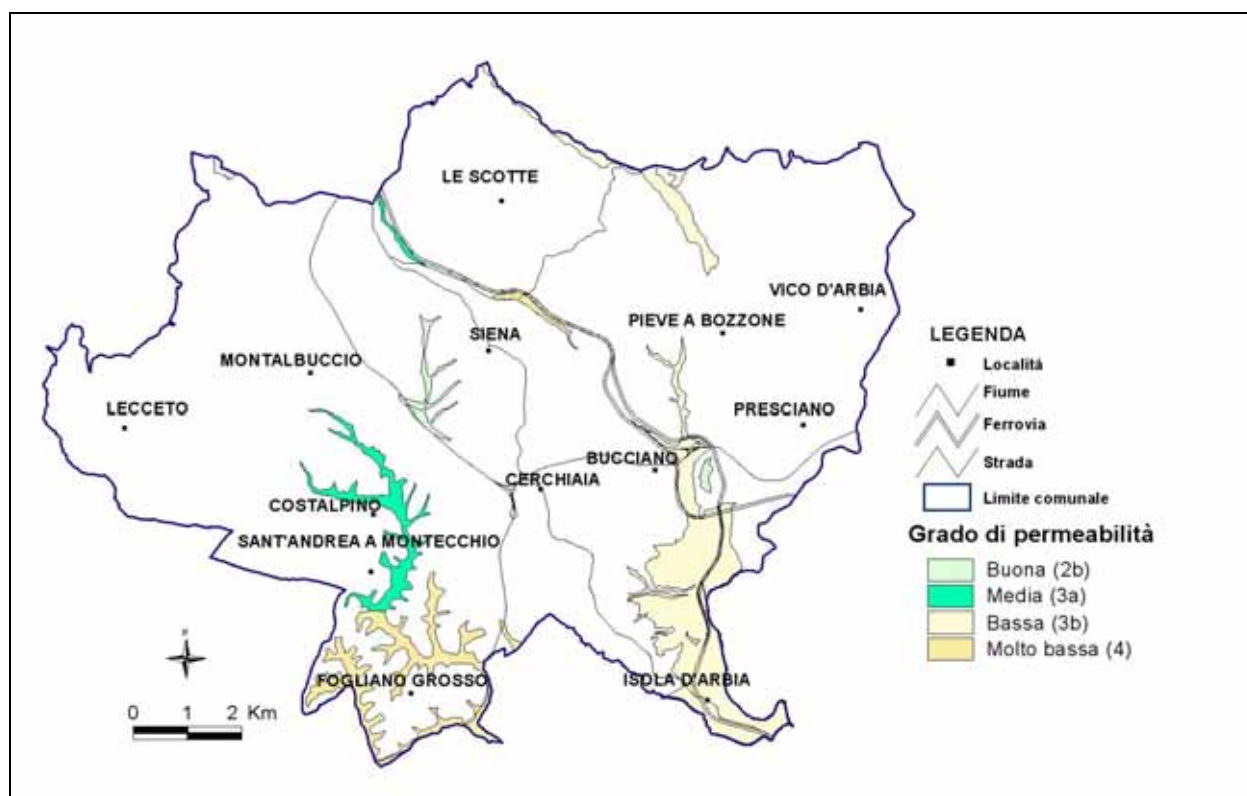 LE SCOTTE
VICO D'ARBIA
PIEVE A BOZZONE
SIENA
MONTALBUCCIO
LECCETO
PRESCIANO
BUCCIANO
CERCHIAIA
COSTALPINO
SANT'ANDREA A MONTECCHIO
FOGLIANO GROSSO
ISOLA D'ARBIA
0 1 2 Km
LEGENDA
Località
Fiume
Ferrovia
Strada
Limite comunale
Grado di permeabilità
Buona (2b)
Media (3a)
Bassa (3b)
Molto bassa (4)